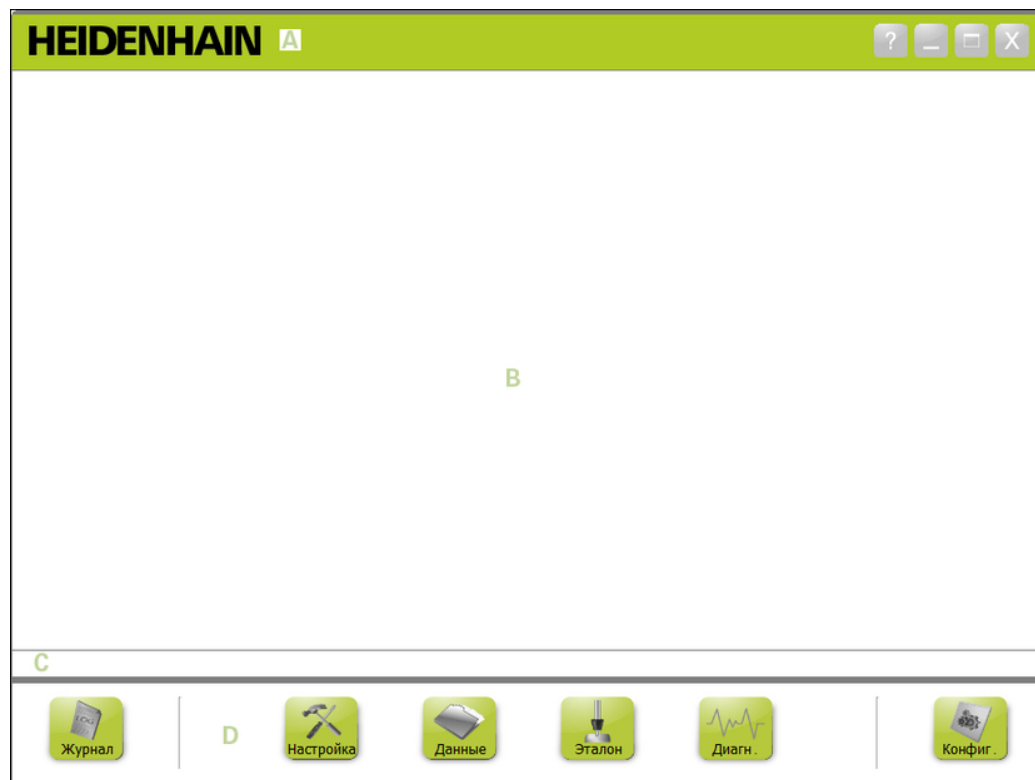 HEIDENHAIN A ? X
B
C
D
LOG
Журнал Настройка Данные Эталон Диагн. Конфиг.